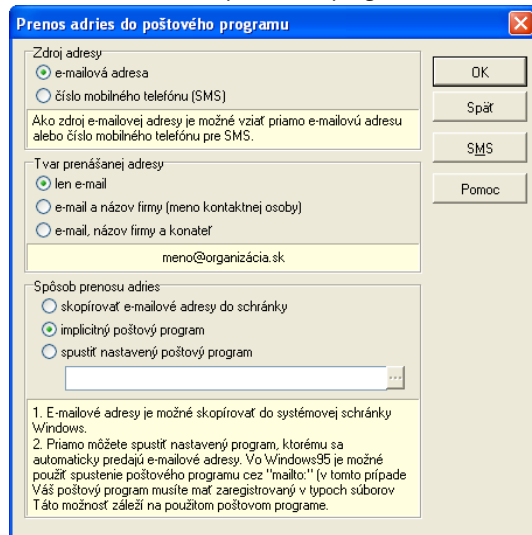 Prenos adries do poštového programu
Zdroj adresy
e-mailová adresa
číslo mobilného telefónu (SMS)
Ako zdroj e-mailovej adresy je možné vziať priamo e-mailovú adresu
alebo číslo mobilného telefónu pre SMS.
Tvar prenášanej adresy
len e-mail
e-mail a názov firmy (meno kontaktnej osoby)
e-mail, názov firmy a konateľ
meno@organizácia.sk
Spôsob prenosu adries
skopírovať e-mailové adresy do schránky
implicitný poštový program
spustiť nastavený poštový program
...
1. E-mailové adresy je možné skopírovať do systémovej schránky
Windows.
2. Priamo môžete spustiť nastavený program, ktorému sa
automaticky predajú e-mailové adresy. Vo Windows95 je možné
použiť spustenie poštového programu cez "mailto:" (v tomto prípade
Váš poštový program musíte mať zaregistrovaný v typoch súborov
Táto možnosť záleží na použitom poštovom programe.
OK
Späť
SMS
Pomoc